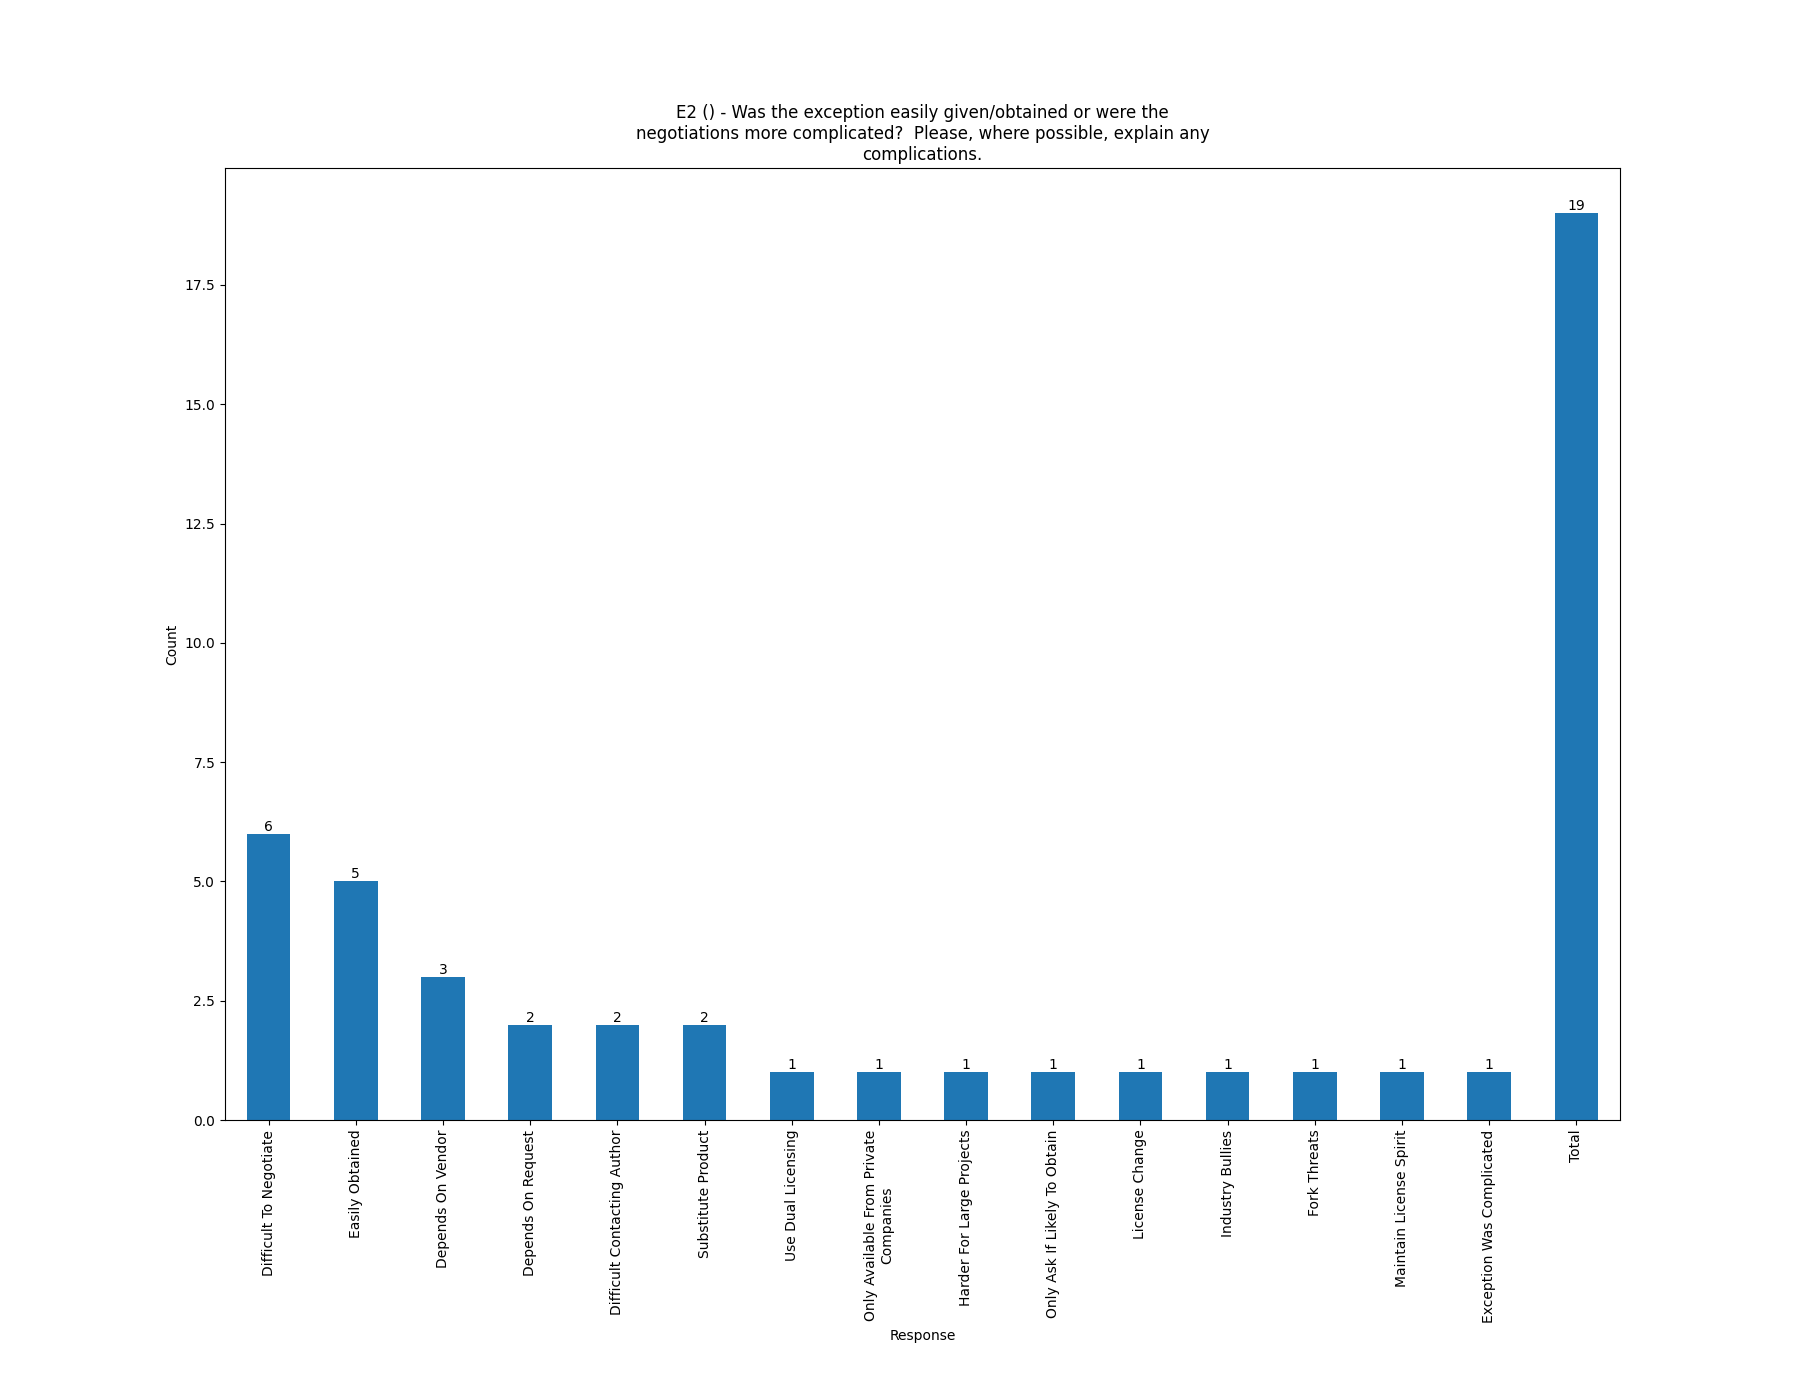 E2 () - Was the exception easily given/obtained or were the
negotiations more complicated?  Please, where possible, explain any
complications.
Count
17.5
15.0
12.5
10.0
7.5
5.0
2.5
0.0
6
5
3
2
2
2
1
1
1
1
1
1
1
1
1
19
Difficult To Negotiate
Easily Obtained
Depends On Vendor
Depends On Request
Difficult Contacting Author
Substitute Product
Use Dual Licensing
Only Available From Private
Companies
Harder For Large Projects
Only Ask If Likely To Obtain
License Change
Industry Bullies
Fork Threats
Maintain License Spirit
Exception Was Complicated
Total
Response